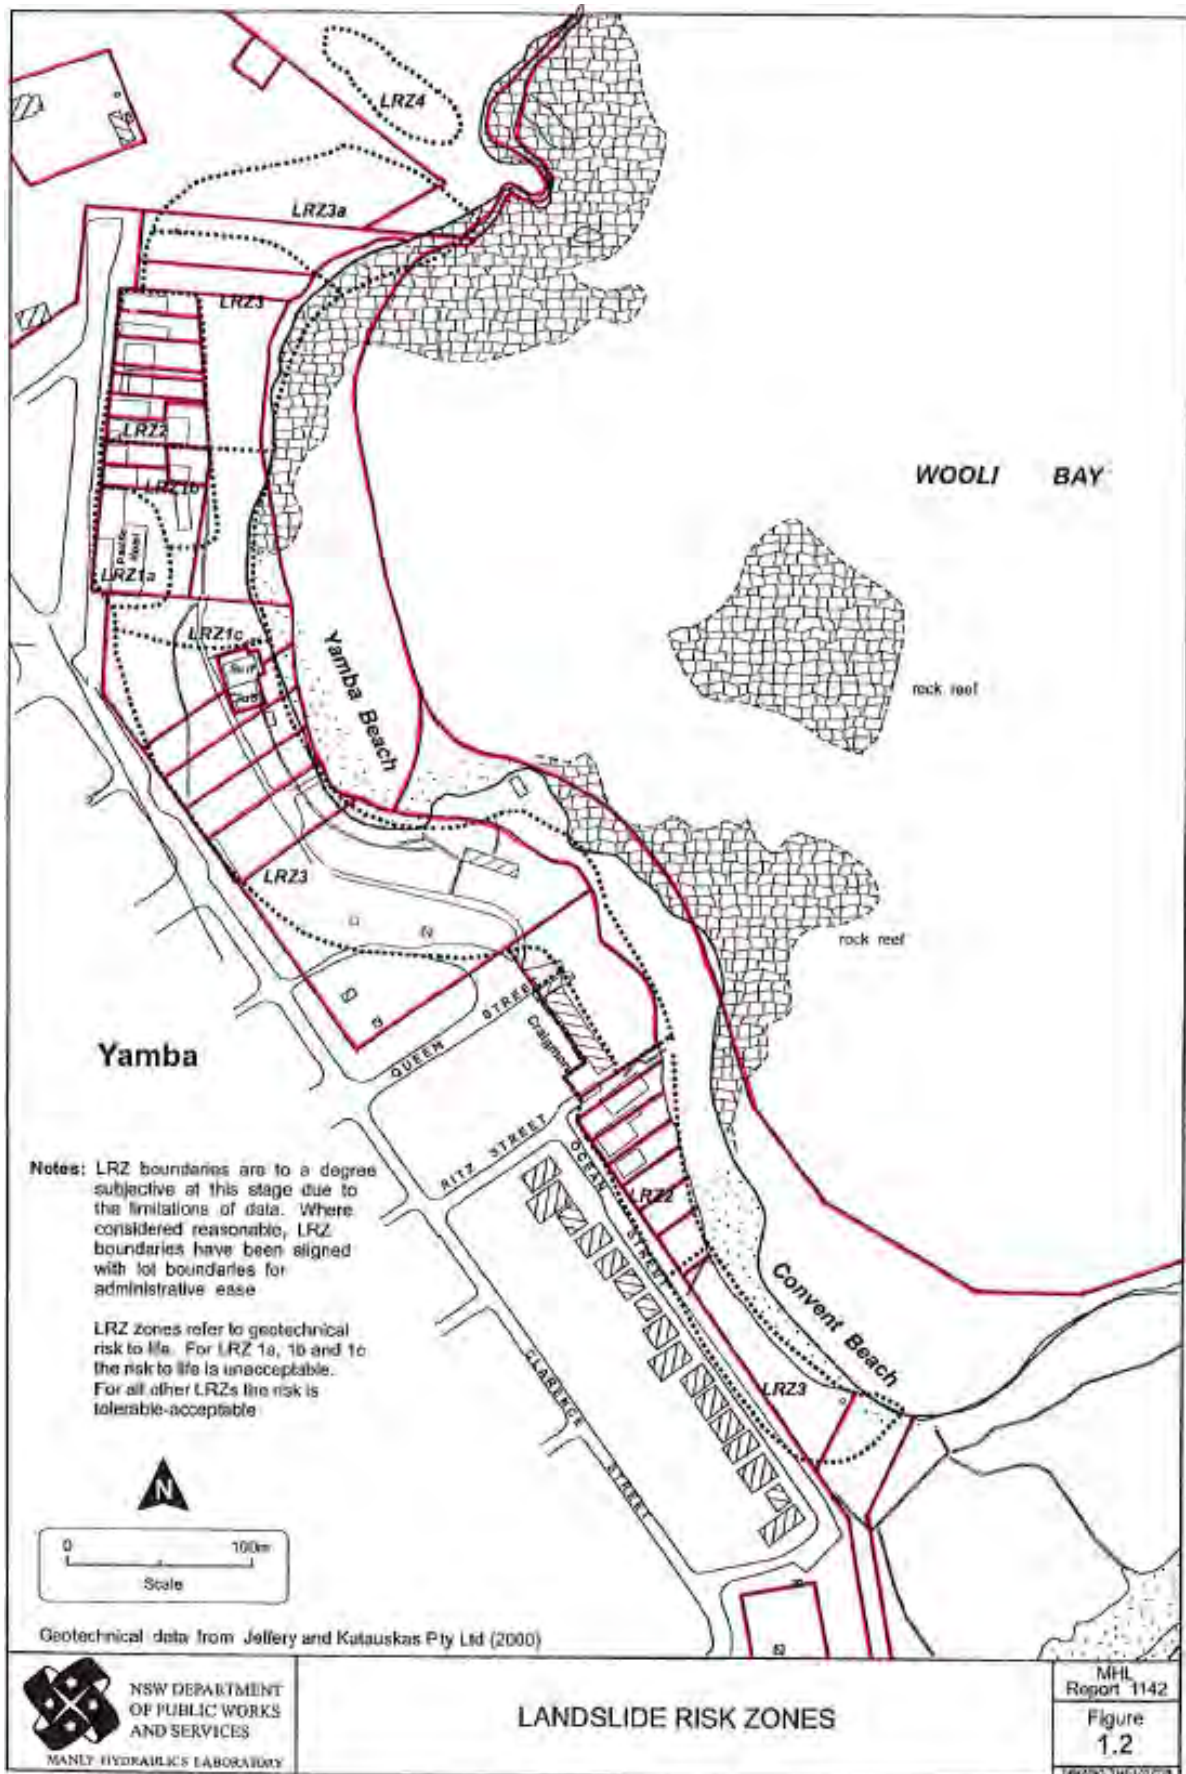 LRZ4
LRZ3a
LRZ3
LRZ2
LRZ1b
Pacific
Hotel
LRZ1a
LRZ1c
Surf
Club
WOOLI BAY
Yamba Beach
rock reef
rock reef
LRZ3
Yamba
QUEEN STREET
Craigmore
RITZ STREET
OCEAN STREET
LRZ2
Convent Beach
LRZ3
CLARENCE STREET
Notes: LRZ boundaries are to a degree
subjective at this stage due to
the limitations of data. Where
considered reasonable, LRZ
boundaries have been aligned
with lot boundaries for
administrative ease
LRZ zones refer to geotechnical
risk to life. For LRZ 1a, 1b and 1c
the risk to life is unacceptable.
For all other LRZs the risk is
tolerable-acceptable
N
0 100m
Scale
Geotechnical data from Jeffery and Katauskas Pty Ltd (2000)
NSW DEPARTMENT
OF PUBLIC WORKS
AND SERVICES
MANLY HYDRAULICS LABORATORY
LANDSLIDE RISK ZONES
MHL
Report 1142
Figure
1.2